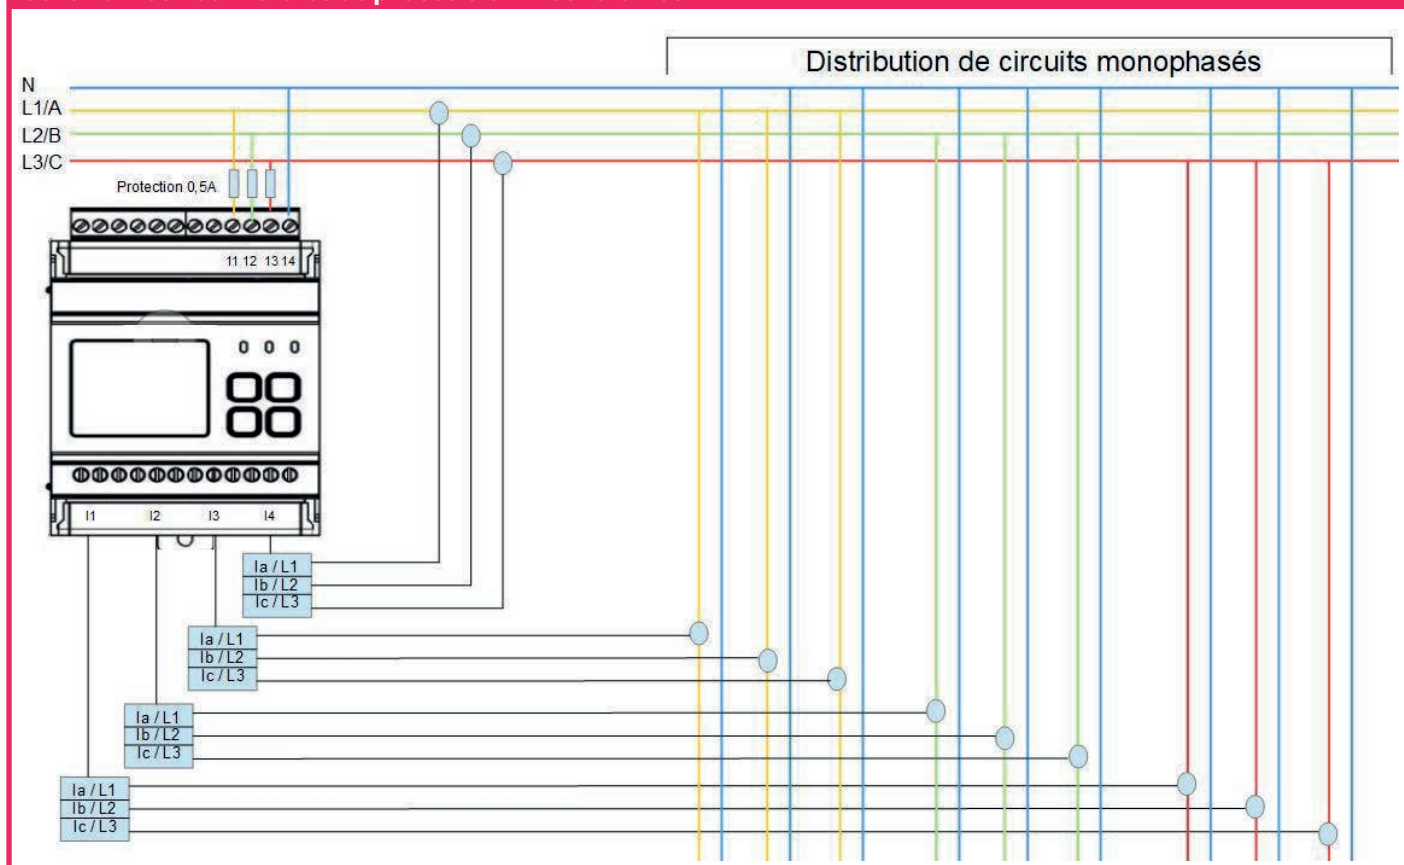 Distribution de circuits monophasés
N
L1/A
L2/B
L3/C
Protection 0,5A
11 12 13 14
I1 I2 I3 I4
Ia / L1
Ib / L2
Ic / L3
Ia / L1
Ib / L2
Ic / L3
Ia / L1
Ib / L2
Ic / L3
Ia / L1
Ib / L2
Ic / L3